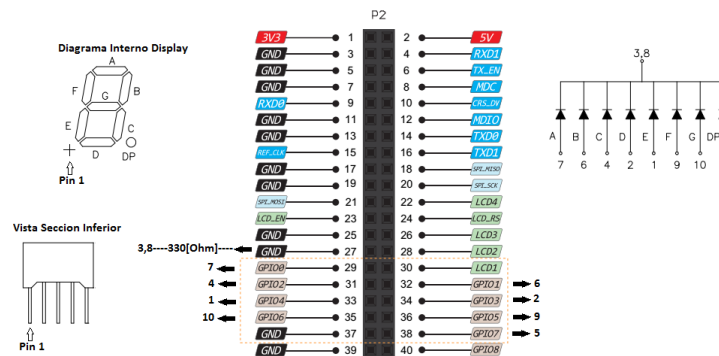 P2
Diagrama Interno Display
A
F B
G
E C
D DP
Pin 1
3V3 1 2 5V
GND 3 4 RXD1
GND 5 6 TX_EN
GND 7 8 MDC
RXD0 9 10 CRS_DV
GND 11 12 MDIO
GND 13 14 TXD0
REF_CLK 15 16 TXD1
GND 17 18 SPI_MISO
GND 19 20 SPI_SCK
SPI_MOSI 21 22 LCD4
LCD_EN 23 24 LCD_RS
GND 25 26 LCD3
3,8----330[Ohm]---- GND 27 28 LCD2
7 GPIO0 29 30 LCD1
4 GPIO2 31 32 GPIO1 6
1 GPIO4 33 34 GPIO3 2
10 GPIO6 35 36 GPIO5 9
GND 37 38 GPIO7 5
GND 39 40 GPIO8
3,8
A B C D E F G DP
7 6 4 2 1 9 10
Vista Seccion Inferior
Pin 1